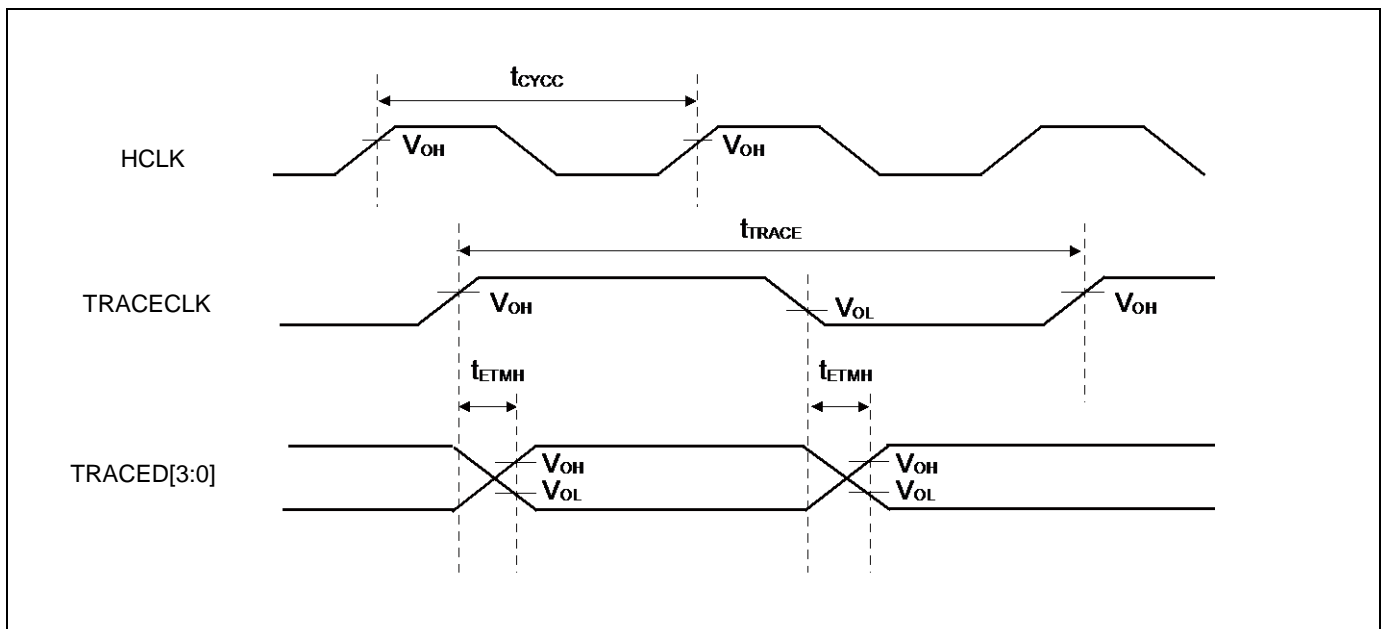 tCYCC
HCLK
VOH
VOH
tTRACE
TRACECLK
VOH
VOL
VOH
tETMH
tETMH
TRACED[3:0]
VOH
VOL
VOH
VOL